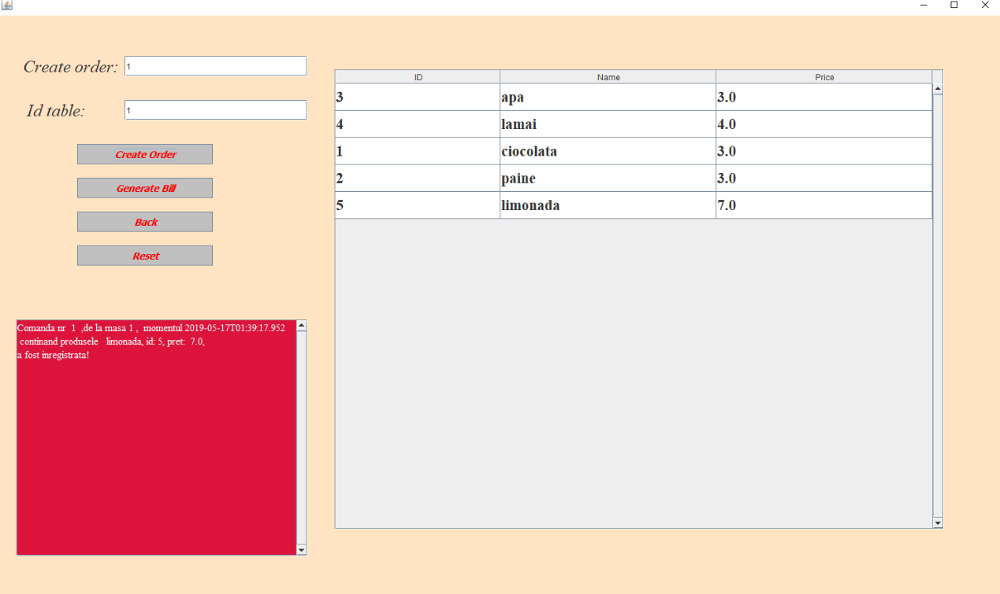 Create order: 1
Id table: 1
Create Order
Generate Bill
Back
Reset
Comanda nr  1  ,de la masa 1 ,  momentul 2019-05-17T01:39:17.952
continand produsele   limonada, id: 5, pret:  7.0,
a fost inregistrata!
ID Name Price
3 apa 3.0
4 lamai 4.0
1 ciocolata 3.0
2 paine 3.0
5 limonada 7.0